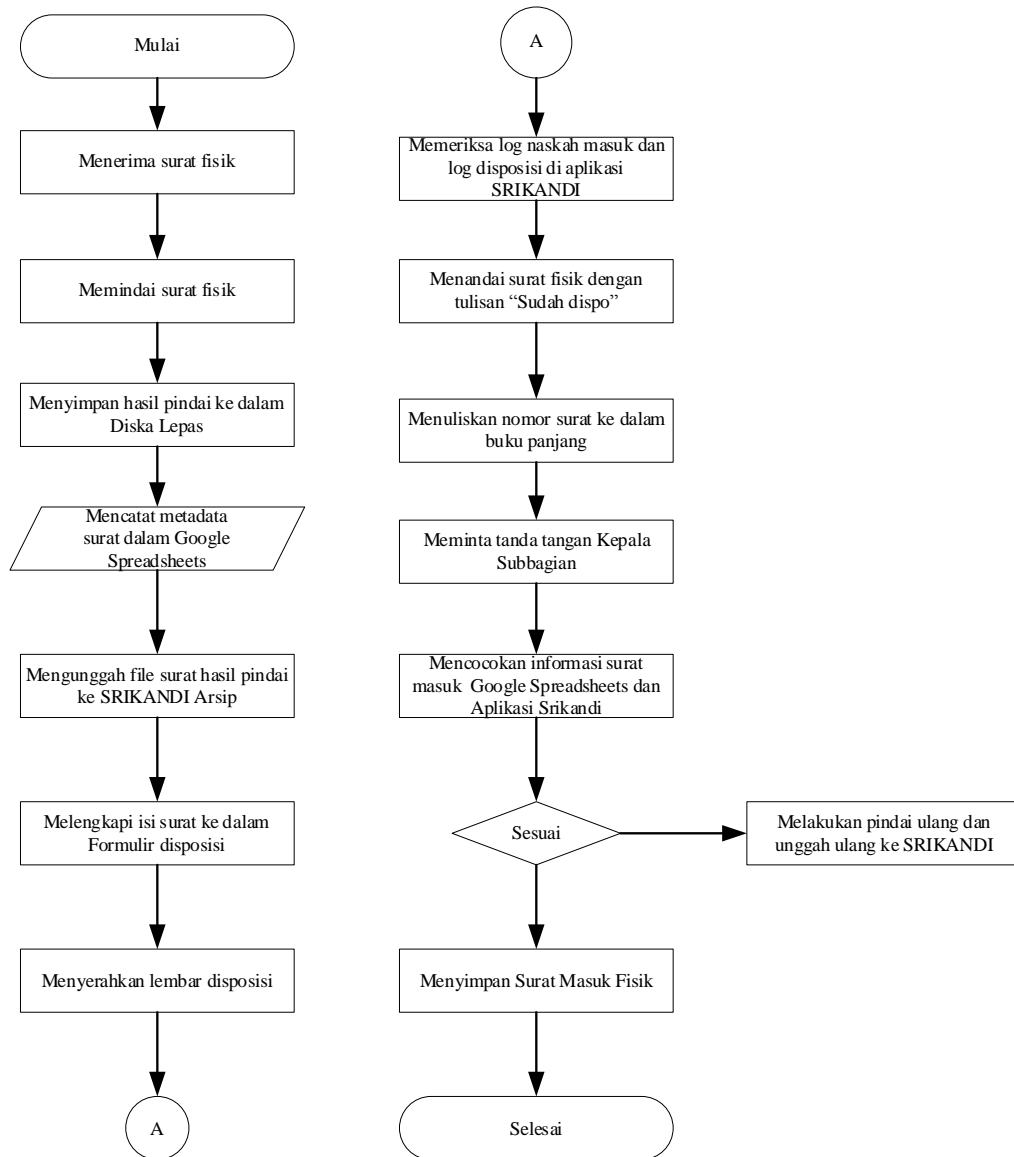 Mulai
Menerima surat fisik
Memindai surat fisik
Menyimpan hasil pindai ke dalam
Diska Lepas
Mencatat metadata
surat dalam Google
Spreadsheets
Mengunggah file surat hasil pindai
ke SRIKANDI Arsip
Melengkapi isi surat ke dalam
Formulir disposisi
Menyerahkan lembar disposisi
A
A
Memeriksa log naskah masuk dan
log disposisi di aplikasi
SRIKANDI
Menandai surat fisik dengan
tulisan “Sudah dispo”
Menuliskan nomor surat ke dalam
buku panjang
Meminta tanda tangan Kepala
Subbagian
Mencocokan informasi surat
masuk  Google Spreadsheets dan
Aplikasi Srikandi
Sesuai
Melakukan pindai ulang dan
unggah ulang ke SRIKANDI
Menyimpan Surat Masuk Fisik
Selesai